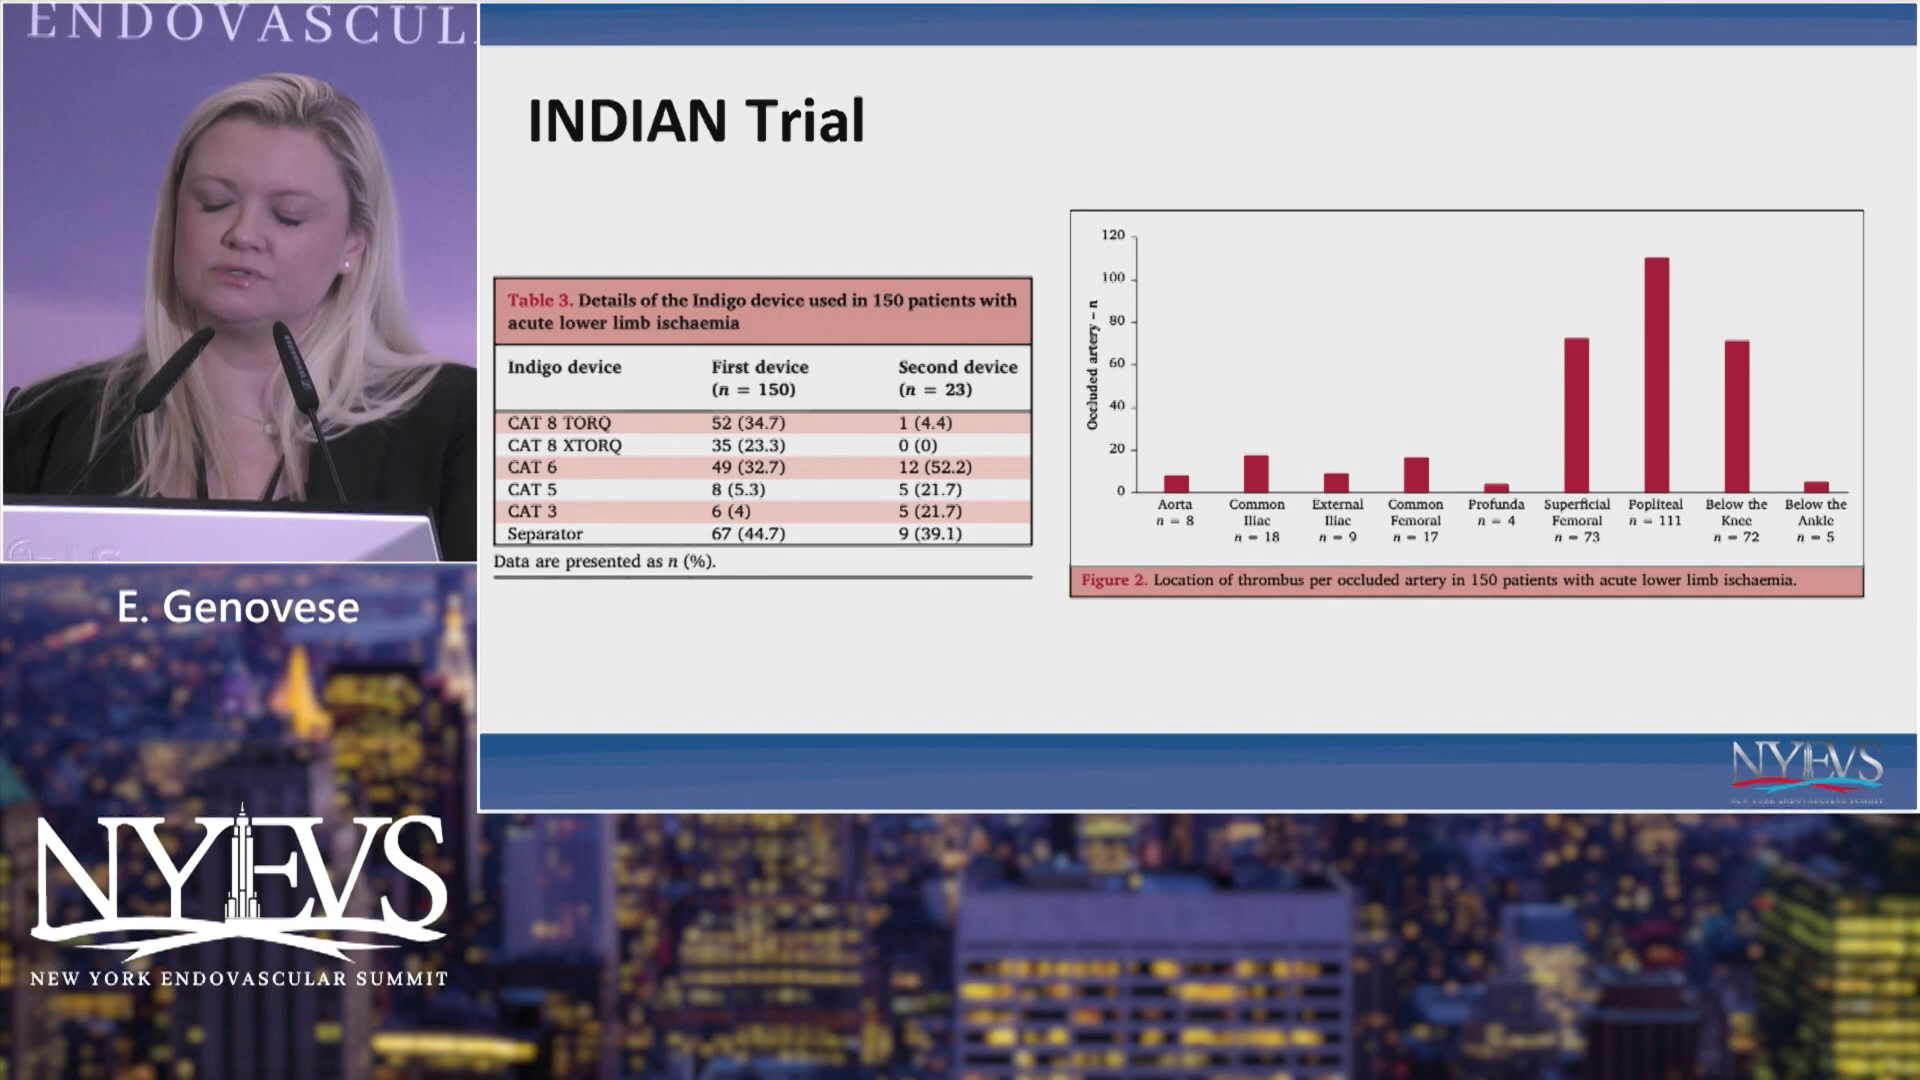 ENDOVASCUL
INDIAN Trial
Table 3. Details of the Indigo device used in 150 patients with
acute lower limb ischaemia
Indigo device First device Second device
(n = 150) (n = 23)
CAT 8 TORQ 52 (34.7) 1 (4.4)
CAT 8 XTORQ 35 (23.3) 0 (0)
CAT 6 49 (32.7) 12 (52.2)
CAT 5 8 (5.3) 5 (21.7)
CAT 3 6 (4) 5 (21.7)
Separator 67 (44.7) 9 (39.1)
Data are presented as n (%).
Occluded artery – n
120
100
80
60
40
20
0
Aorta
n = 8
Common
Iliac
n = 18
External
Iliac
n = 9
Common
Femoral
n = 17
Profunda
n = 4
Superficial
Femoral
n = 73
Popliteal
n = 111
Below the
Knee
n = 72
Below the
Ankle
n = 5
Figure 2. Location of thrombus per occluded artery in 150 patients with acute lower limb ischaemia.
E. Genovese
NYEVS
NEW YORK ENDOVASCULAR SUMMIT
NYEVS
NEW YORK ENDOVASCULAR SUMMIT